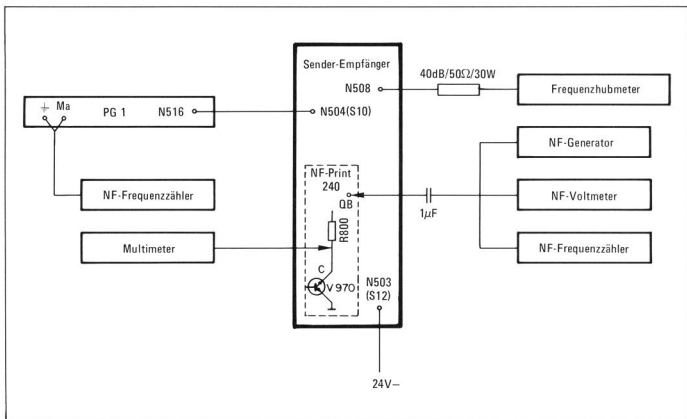 Sender-Empfänger
N508
40dB/50Ω/30W
Frequenzhubmeter
⏚ Ma
PG 1
N516
N504(S10)
NF-Generator
NF-Print
240
QB
NF-Frequenzzähler
NF-Voltmeter
1µF
R800
Multimeter
NF-Frequenzzähler
C
V970
N503
(S12)
24V–